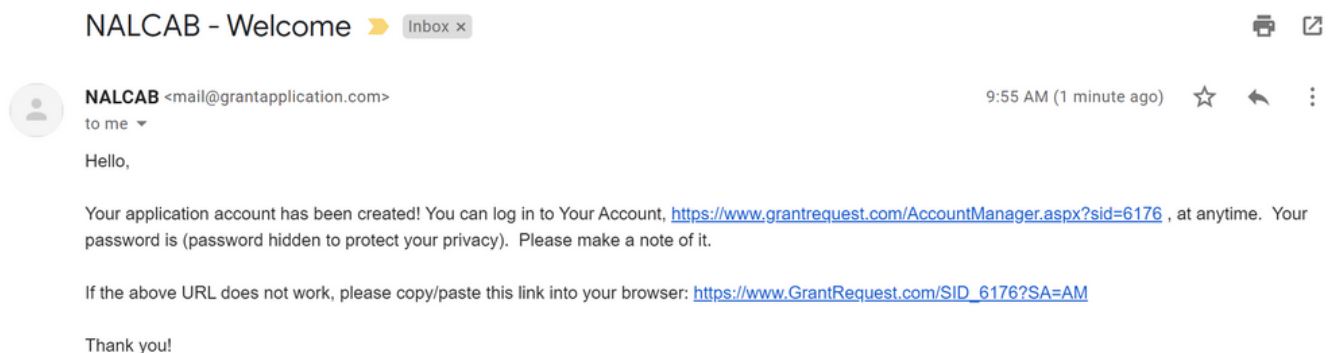 NALCAB - Welcome Inbox ×
NALCAB <mail@grantapplication.com> 9:55 AM (1 minute ago)
to me
Hello,
Your application account has been created! You can log in to Your Account, https://www.grantrequest.com/AccountManager.aspx?sid=6176 , at anytime.  Your
password is (password hidden to protect your privacy).  Please make a note of it.
If the above URL does not work, please copy/paste this link into your browser: https://www.GrantRequest.com/SID_6176?SA=AM
Thank you!